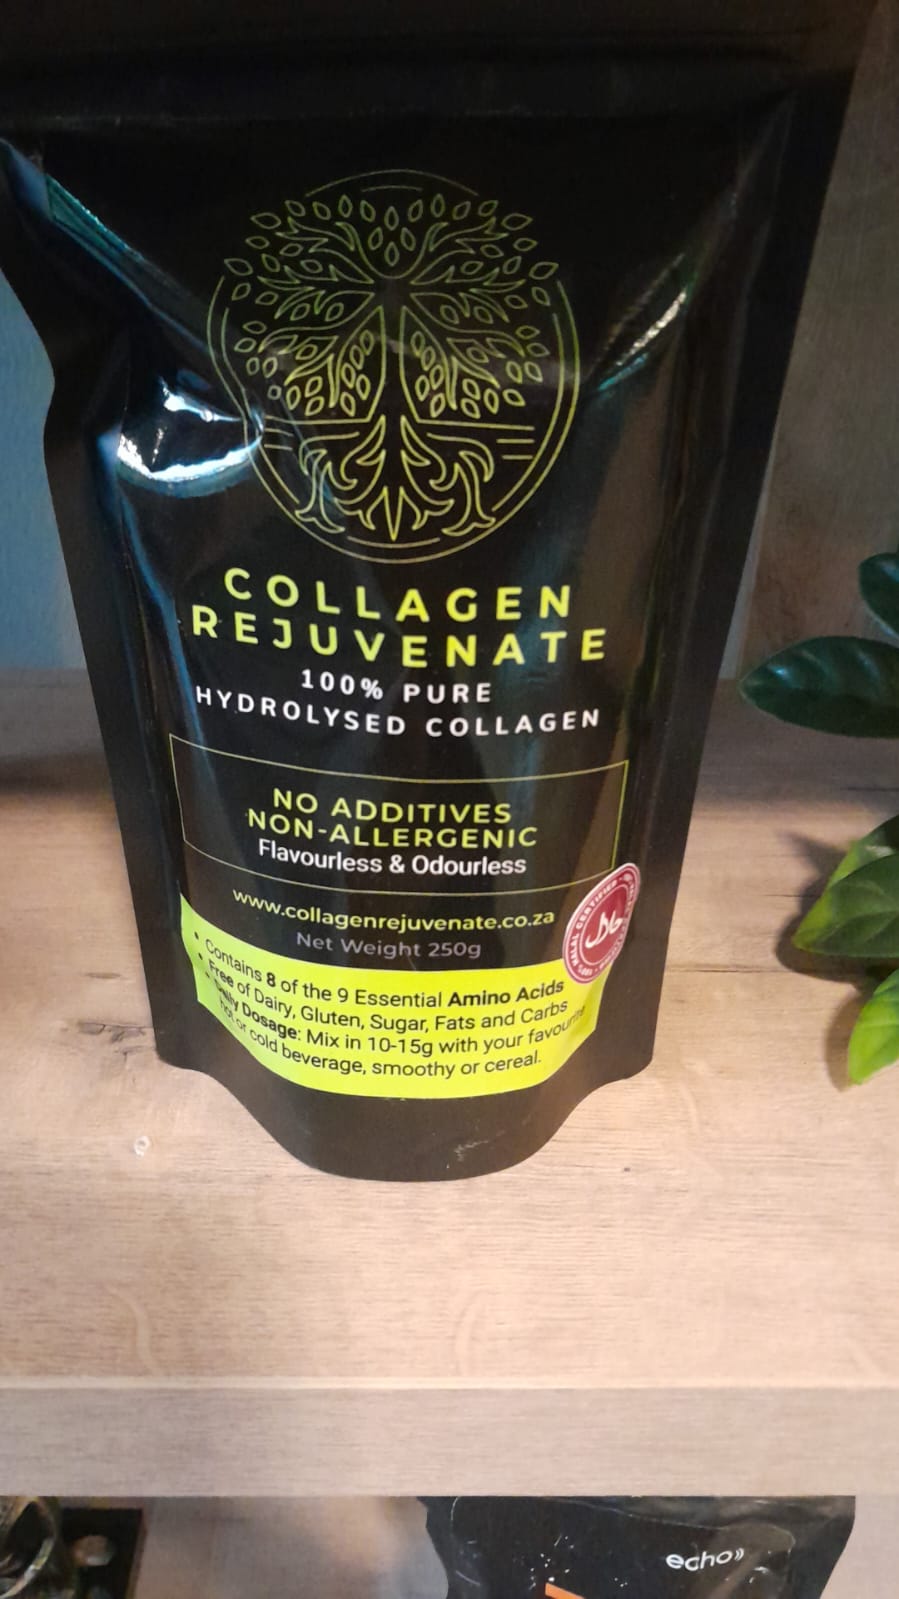 COLLAGEN
REJUVENATE
100% PURE
HYDROLYSED COLLAGEN
NO ADDITIVES
NON-ALLERGENIC
Flavourless & Odourless
www.collagenrejuvenate.co.za
Net Weight 250g
• Contains 8 of the 9 Essential Amino Acids
• Free of Dairy, Gluten, Sugar, Fats and Carbs
• Daily Dosage: Mix in 10-15g with your favourite
hot or cold beverage, smoothy or cereal.
HALAL CERTIFIED
echo